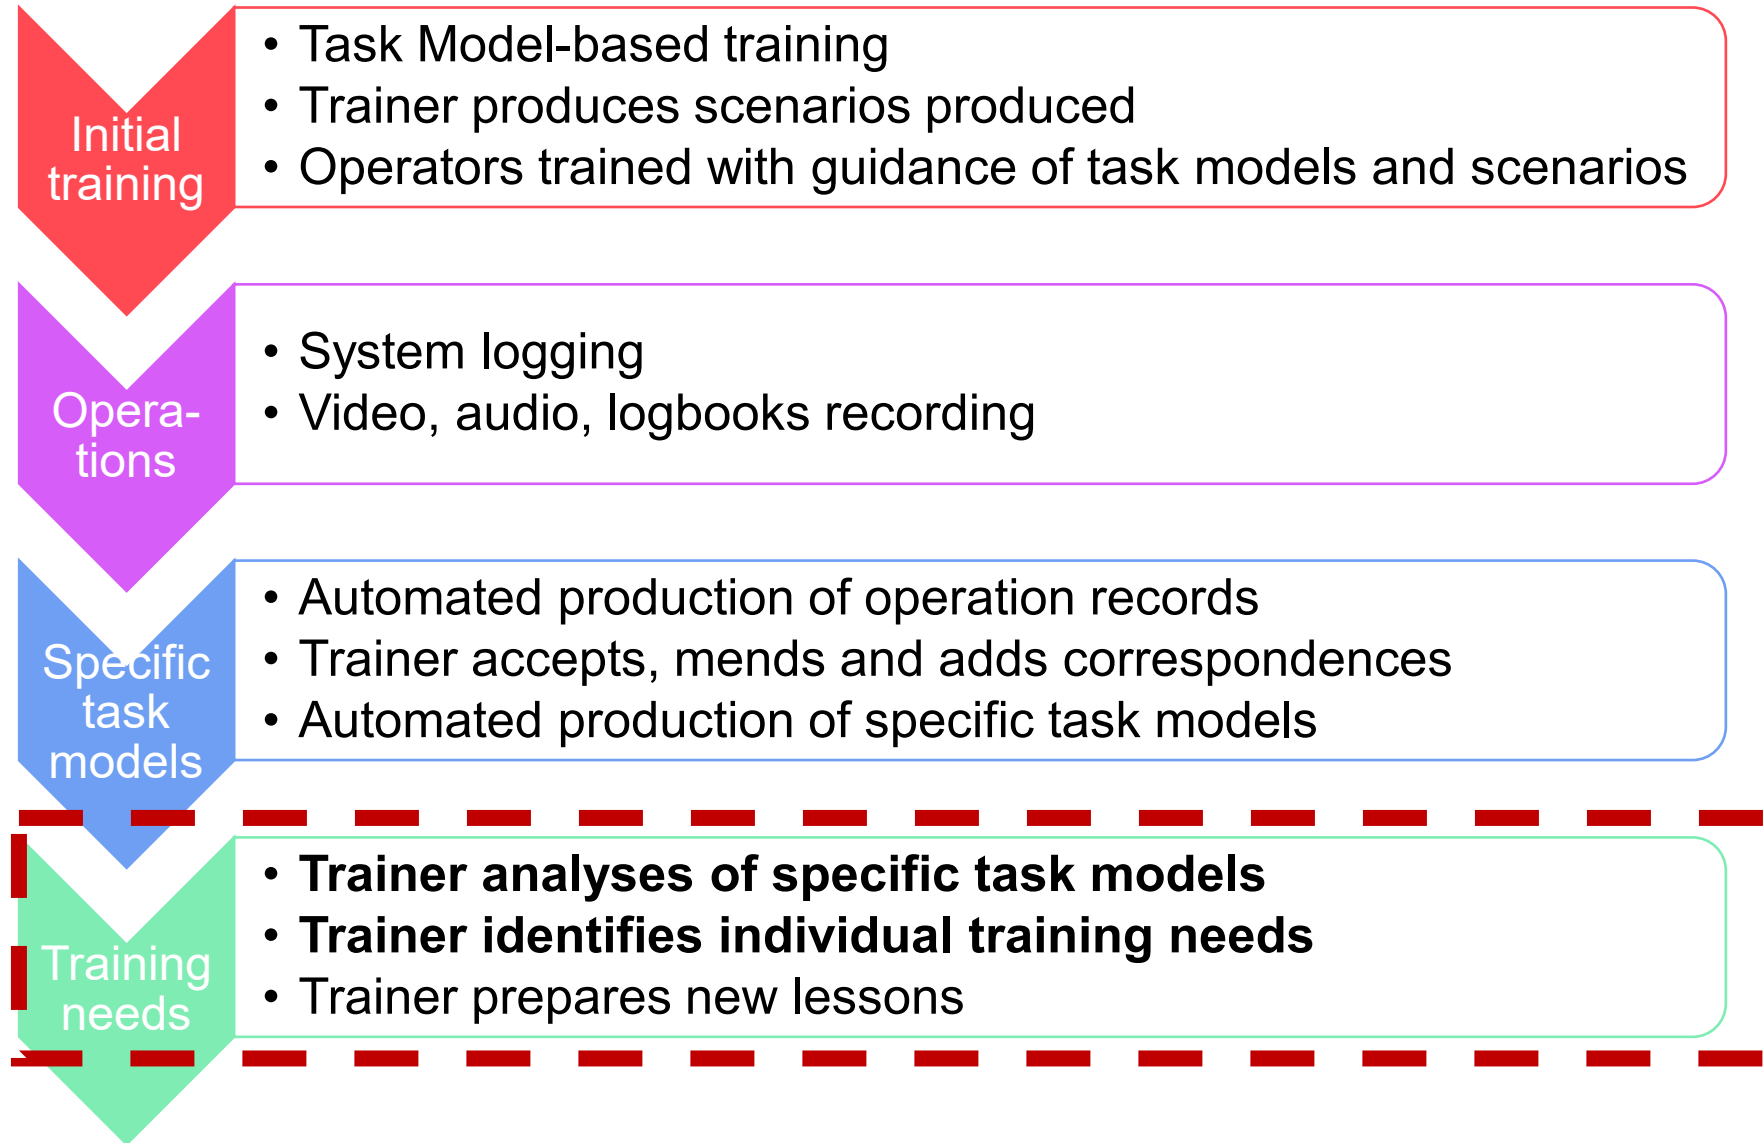 Initial
training
• Task Model-based training
• Trainer produces scenarios produced
• Operators trained with guidance of task models and scenarios
Opera-
tions
• System logging
• Video, audio, logbooks recording
Specific
task
models
• Automated production of operation records
• Trainer accepts, mends and adds correspondences
• Automated production of specific task models
Training
needs
• Trainer analyses of specific task models
• Trainer identifies individual training needs
• Trainer prepares new lessons